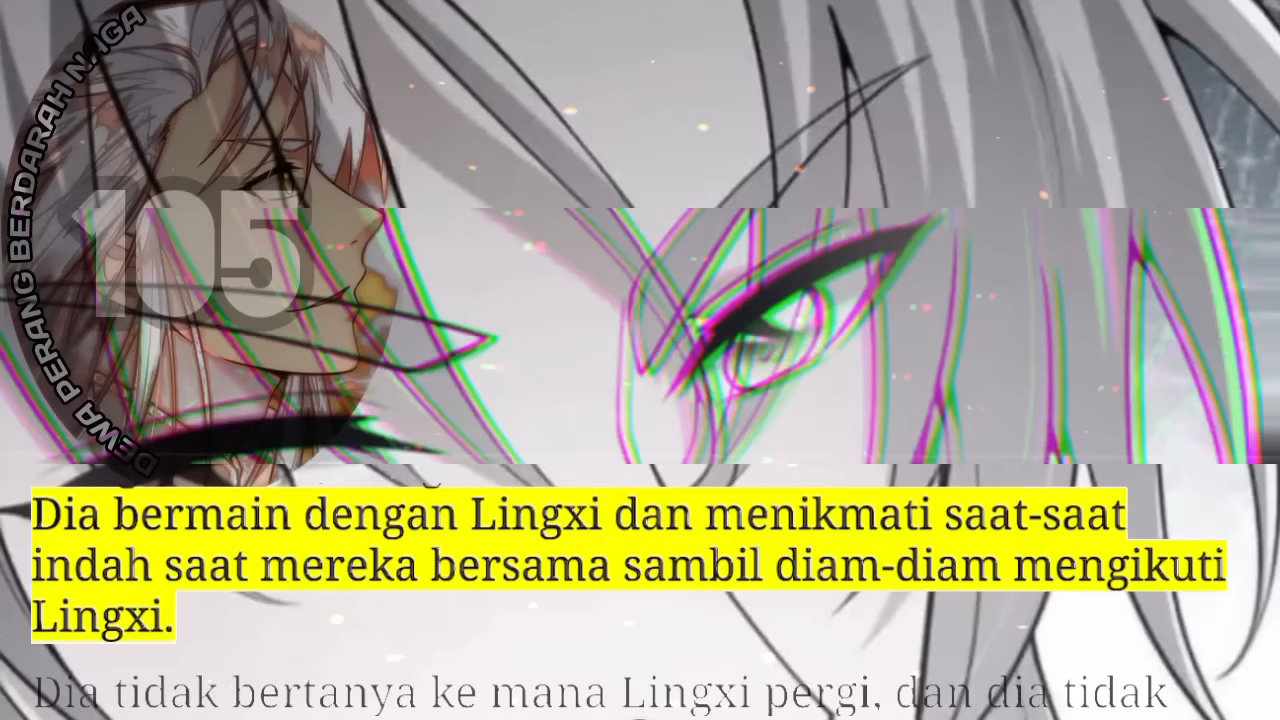 DEWA PERANG BERDARAH NAGA
105
Dia bermain dengan Lingxi dan menikmati saat-saat
indah saat mereka bersama sambil diam-diam mengikuti
Lingxi.
Dia tidak bertanya ke mana Lingxi pergi, dan dia tidak